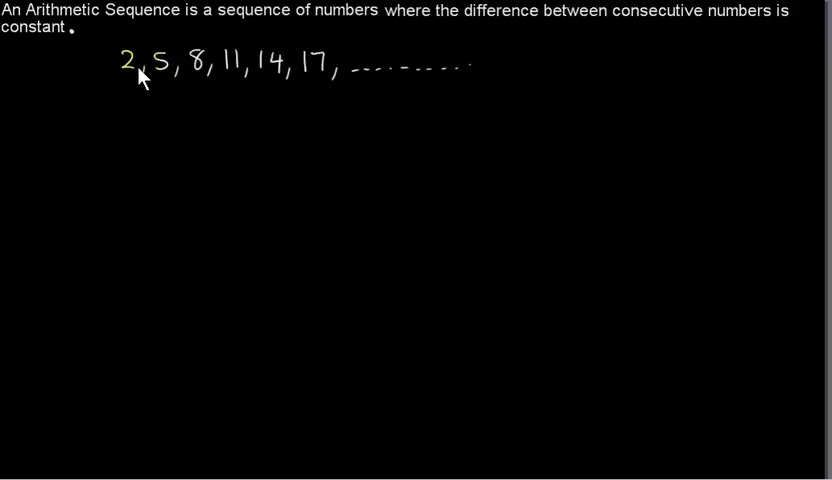 An Arithmetic Sequence is a sequence of numbers where the difference between consecutive numbers is
constant.
2, 5, 8, 11, 14, 17, ...........